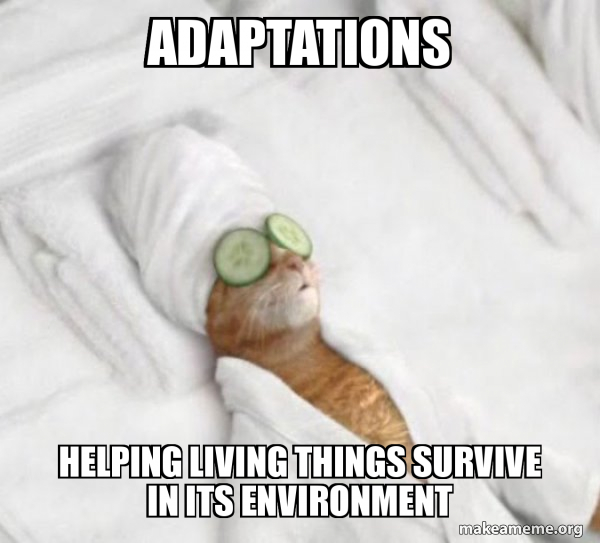 ADAPTATIONS
HELPING LIVING THINGS SURVIVE
IN ITS ENVIRONMENT
makeameme.org